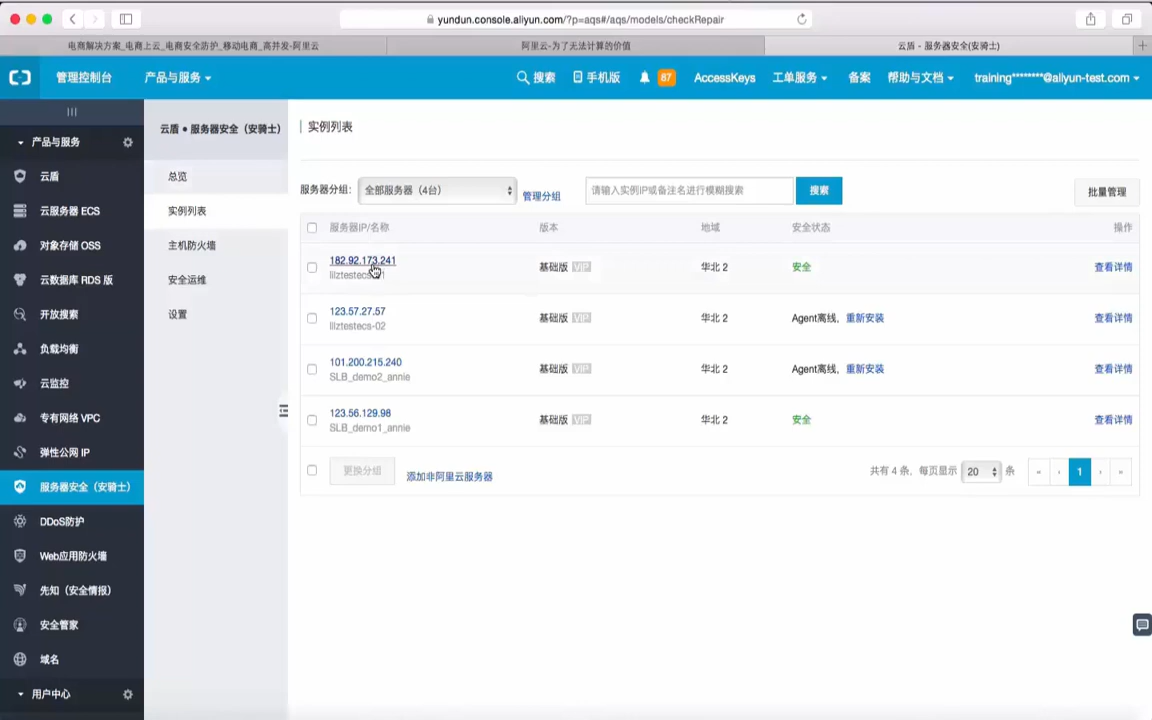 yundun.console.aliyun.com/?p=aqs#/aqs/models/checkRepair
电商解决方案_电商上云_电商安全防护_移动电商_高并发-阿里云
阿里云-为了无法计算的价值
云盾 - 服务器安全(安骑士)
管理控制台
产品与服务
搜索
手机版
87
AccessKeys
工单服务
备案
帮助与文档
training********@aliyun-test.com
产品与服务
云盾
云服务器 ECS
对象存储 OSS
云数据库 RDS 版
开放搜索
负载均衡
云监控
专有网络 VPC
弹性公网 IP
服务器安全（安骑士）
DDoS防护
Web应用防火墙
先知（安全情报）
安全管家
域名
用户中心
云盾 • 服务器安全（安骑士）
总览
实例列表
主机防火墙
安全运维
设置
实例列表
服务器分组:
全部服务器（4台）
管理分组
请输入实例IP或备注名进行模糊搜索
搜索
批量管理
服务器IP/名称 版本 地域 安全状态 操作
182.92.173.241
基础版 VIP 华北 2 安全 查看详情
123.57.27.57
lllztestecs-02
基础版 VIP 华北 2 Agent离线，重新安装 查看详情
101.200.215.240
SLB_demo2_annie
基础版 VIP 华北 2 Agent离线，重新安装 查看详情
123.56.129.98
SLB_demo1_annie
基础版 VIP 华北 2 安全 查看详情
更换分组
添加非阿里云服务器
共有 4 条，每页显示 20 条
« ‹ 1 › »